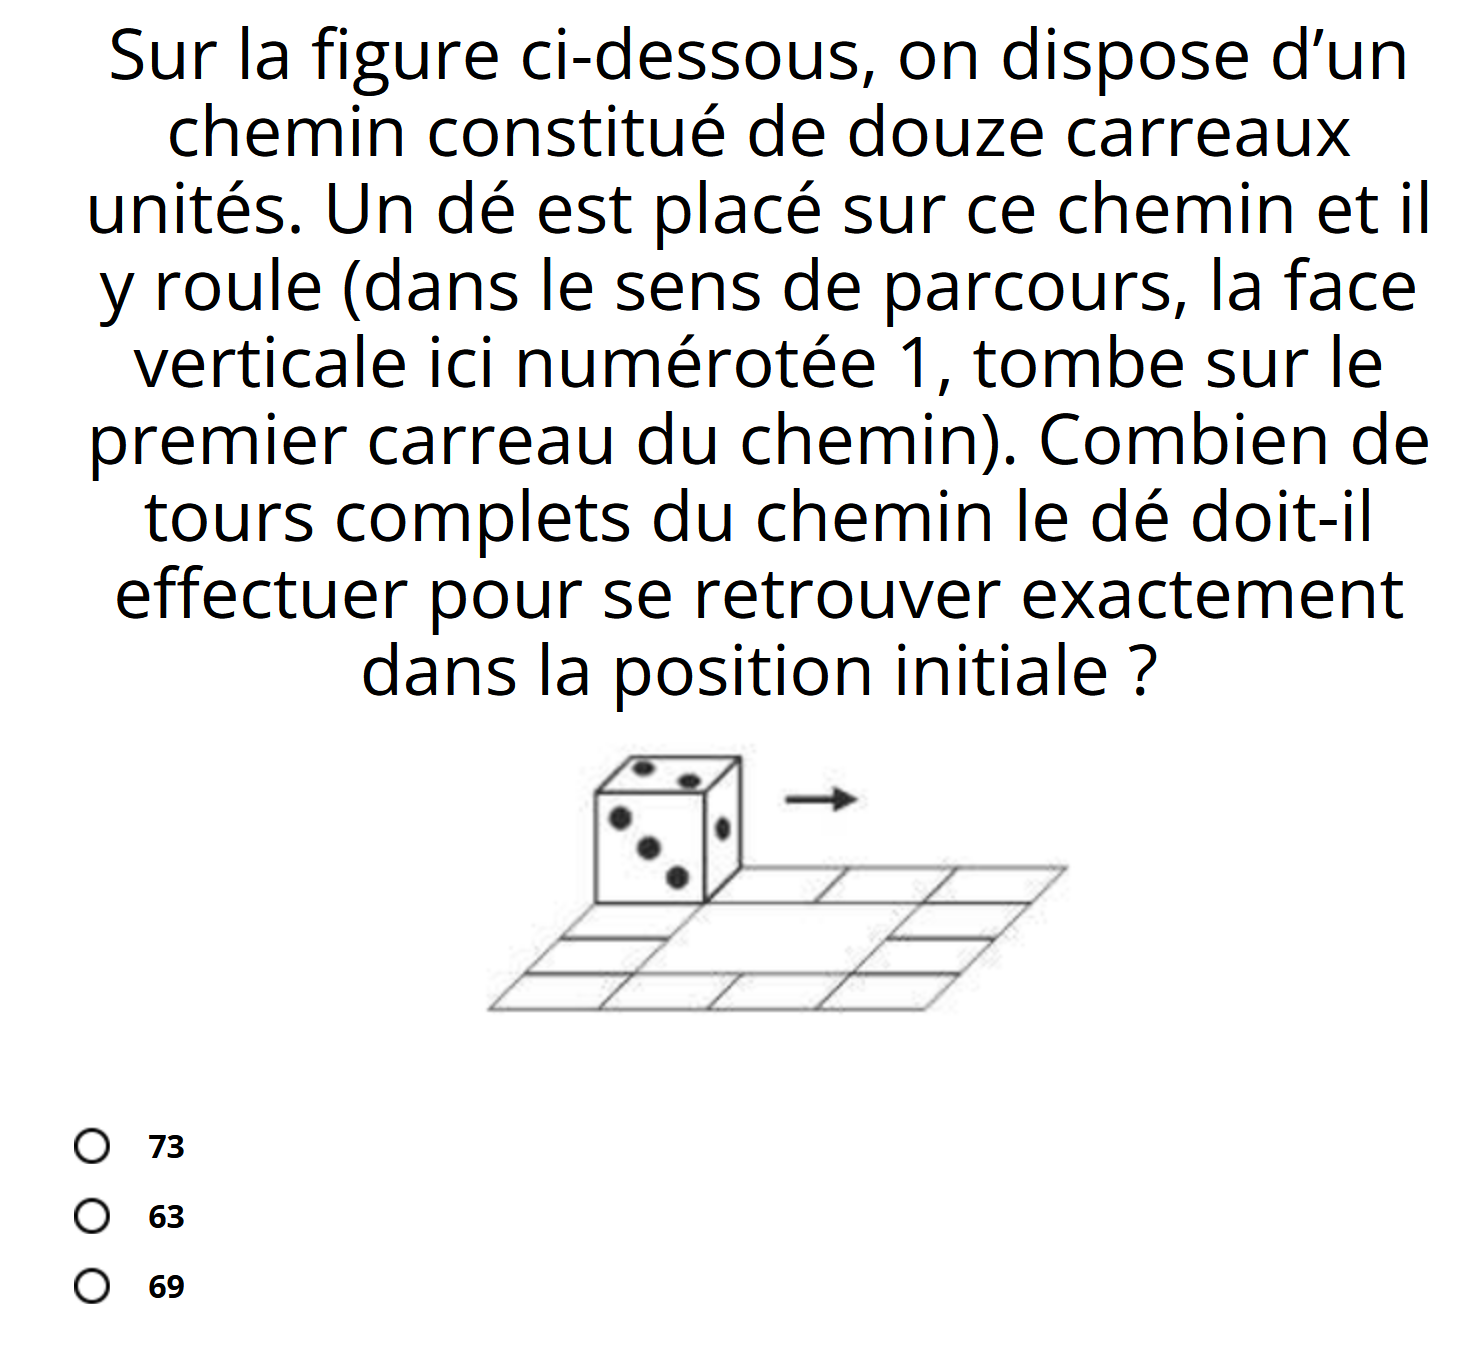 Sur la figure ci-dessous, on dispose d’un
chemin constitué de douze carreaux
unités. Un dé est placé sur ce chemin et il
y roule (dans le sens de parcours, la face
verticale ici numérotée 1, tombe sur le
premier carreau du chemin). Combien de
tours complets du chemin le dé doit-il
effectuer pour se retrouver exactement
dans la position initiale ?
73
63
69